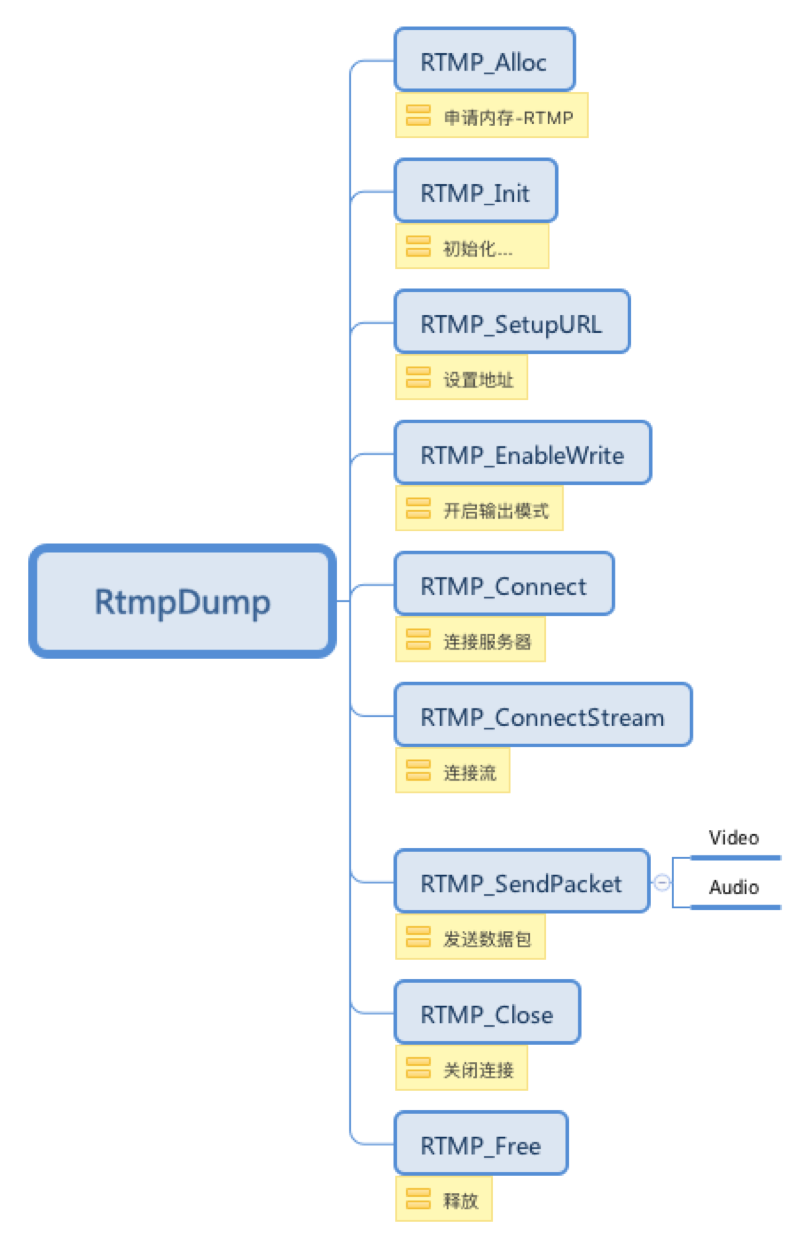 RtmpDump
RTMP_Alloc
申请内存-RTMP
RTMP_Init
初始化...
RTMP_SetupURL
设置地址
RTMP_EnableWrite
开启输出模式
RTMP_Connect
连接服务器
RTMP_ConnectStream
连接流
RTMP_SendPacket
Video
Audio
发送数据包
RTMP_Close
关闭连接
RTMP_Free
释放